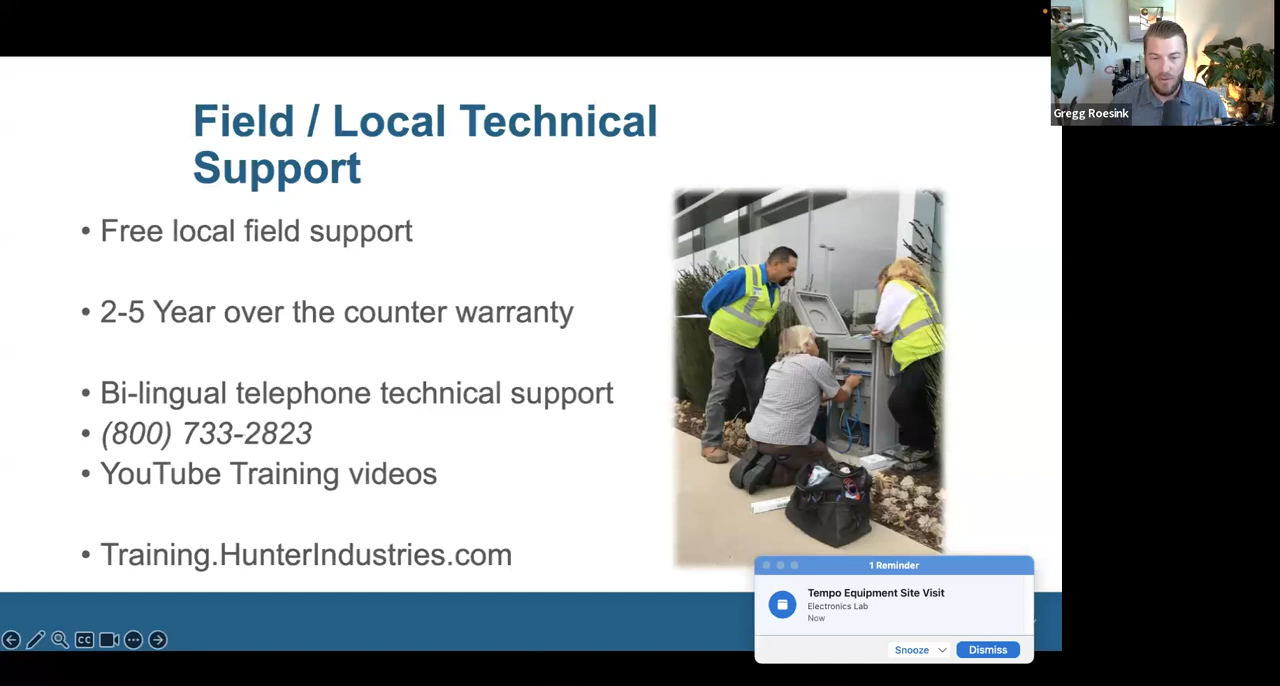 Field / Local Technical
Support
• Free local field support
• 2-5 Year over the counter warranty
• Bi-lingual telephone technical support
• (800) 733-2823
• YouTube Training videos
• Training.HunterIndustries.com
Gregg Roesink
1 Reminder
Tempo Equipment Site Visit
Electronics Lab
Now
Snooze
Dismiss
CC